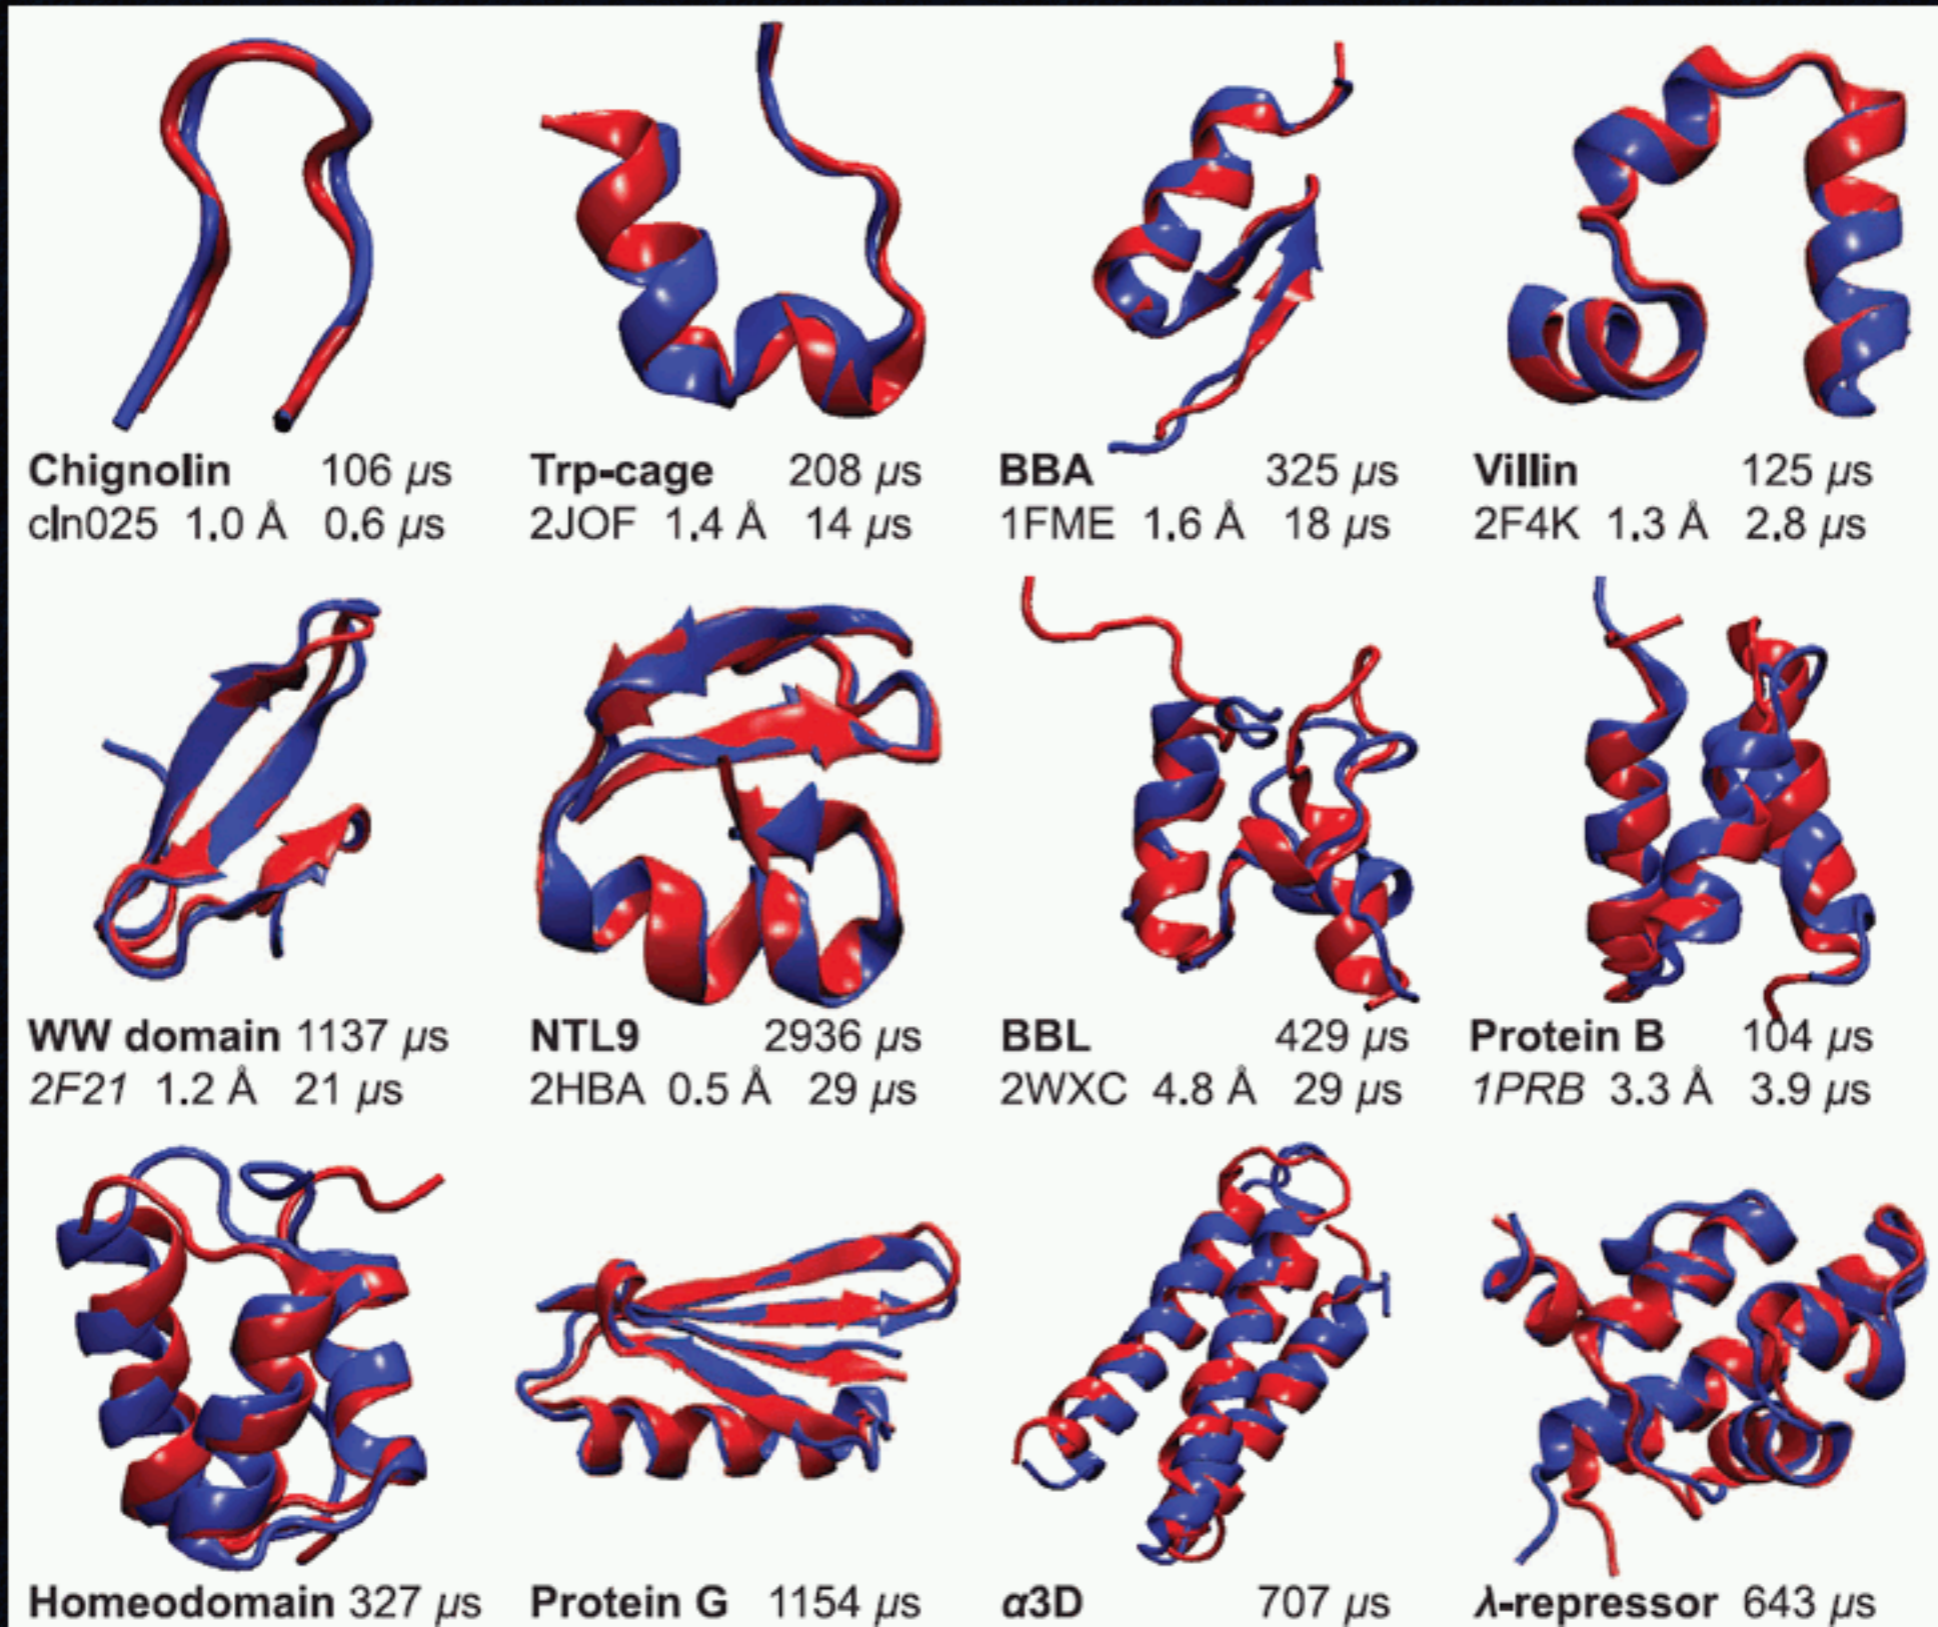 Chignolin 106 µs
cln025 1.0 Å 0.6 µs
Trp-cage 208 µs
2JOF 1.4 Å 14 µs
BBA 325 µs
1FME 1.6 Å 18 µs
Villin 125 µs
2F4K 1.3 Å 2.8 µs
WW domain 1137 µs
2F21 1.2 Å 21 µs
NTL9 2936 µs
2HBA 0.5 Å 29 µs
BBL 429 µs
2WXC 4.8 Å 29 µs
Protein B 104 µs
1PRB 3.3 Å 3.9 µs
Homeodomain 327 µs
Protein G 1154 µs
α3D 707 µs
λ-repressor 643 µs